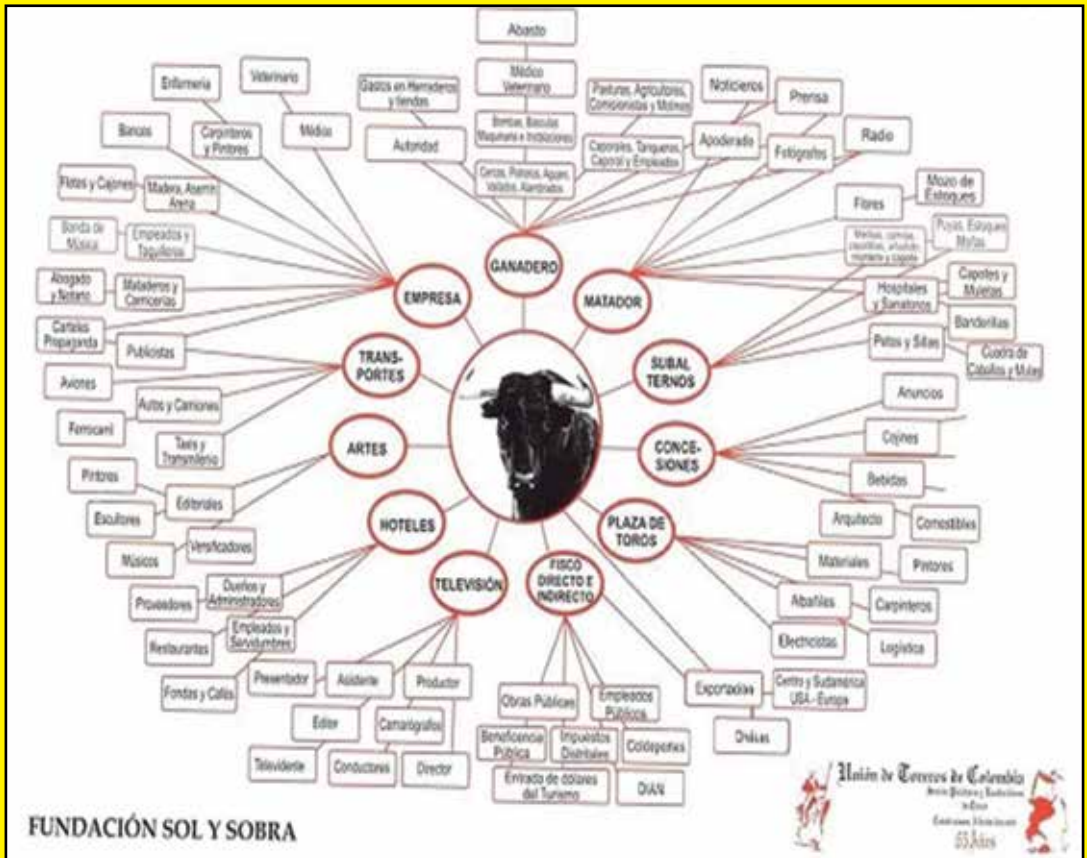 Abasto
Enfermería
Veterinario
Médico
Veterinario
Gastos en Herraderos
y tiendas
Pasturas, Agricultores,
Comisionistas y Molinos
Noticieros
Prensa
Bancos
Carpinteros
y Pintores
Médico
Autoridad
Bombas, Básculas
Maquinaria e Instalaciones
Caporales, Tanqueros,
Caporal y Empleados
Apoderado
Fotógrafos
Radio
Cercas, Potreros, Aguas,
Vallados, Alambrados
Fletes y Cajones
Madera, Aserrín
Arena
Flores
Mozo de
Estoques
Banda de
Música
Empleados y
Taquilleros
GANADERO
Puyas, Estoques
Abogado
y Notario
Mataderos y
Carnicerías
EMPRESA
MATADOR
Hospitales
y Sanatorios
Capotes y
Muletas
Carteles
Propaganda
Publicistas
TRANS-
PORTES
SUBAL
TERNOS
Petos y Sillas
Banderillas
Cuadra de
Caballos y Mulas
Aviones
Autos y Camiones
Anuncios
Ferrocarril
Taxis y
Transmilenio
ARTES
CONCE-
SIONES
Cojines
Pintores
Editoriales
Bebidas
Escultores
HOTELES
PLAZA DE
TOROS
Arquitecto
Comestibles
Músicos
Versificadores
Materiales
Pintores
TELEVISIÓN
FISCO
DIRECTO E
INDIRECTO
Proveedores
Dueños y
Administradores
Albañiles
Carpinteros
Restaurantes
Empleados y
Servidumbres
Electricistas
Logística
Fondas y Cafés
Presentador
Asistente
Productor
Obras Públicas
Empleados
Públicos
Exportación
Centro y Sudamérica
USA - Europa
Editor
Camarógrafos
Beneficencia
Pública
Impuestos
Distritales
Coldeportes
Divisas
Televidente
Conductores
Director
Entrada de dólares
del Turismo
DIAN
Unión de Toreros de Colombia
FUNDACIÓN SOL Y SOBRA